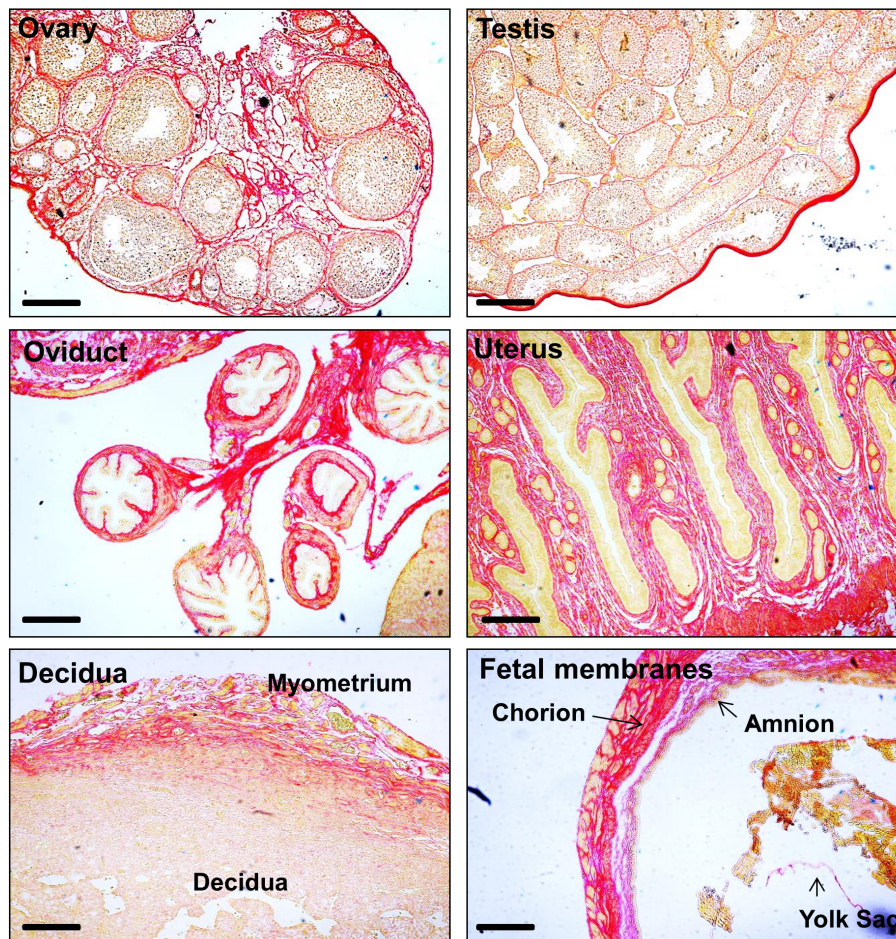 Ovary
Testis
Oviduct
Uterus
Decidua
Myometrium
Decidua
Fetal membranes
Chorion
Amnion
Yolk Sac